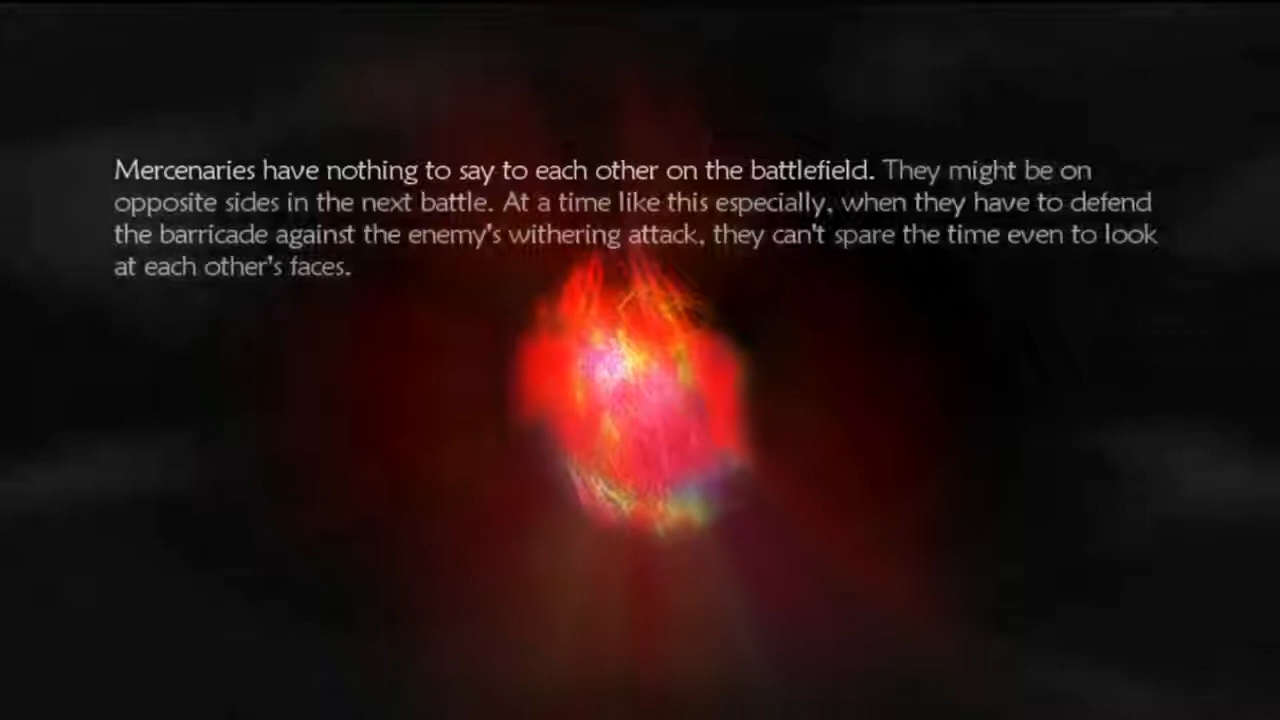 Mercenaries have nothing to say to each other on the battlefield. They might be on
opposite sides in the next battle. At a time like this especially, when they have to defend
the barricade against the enemy's withering attack, they can't spare the time even to look
at each other's faces.